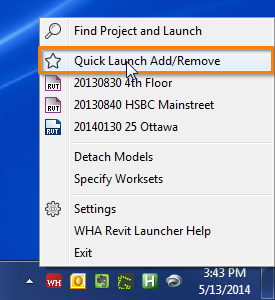 Find Project and Launch
Quick Launch Add/Remove
RVT 20130830 4th Floor
RVT 20130840 HSBC Mainstreet
RVT 20140130 25 Ottawa
Detach Models
Specify Worksets
Settings
WHA Revit Launcher Help
Exit
WH H 3:43 PM
5/13/2014